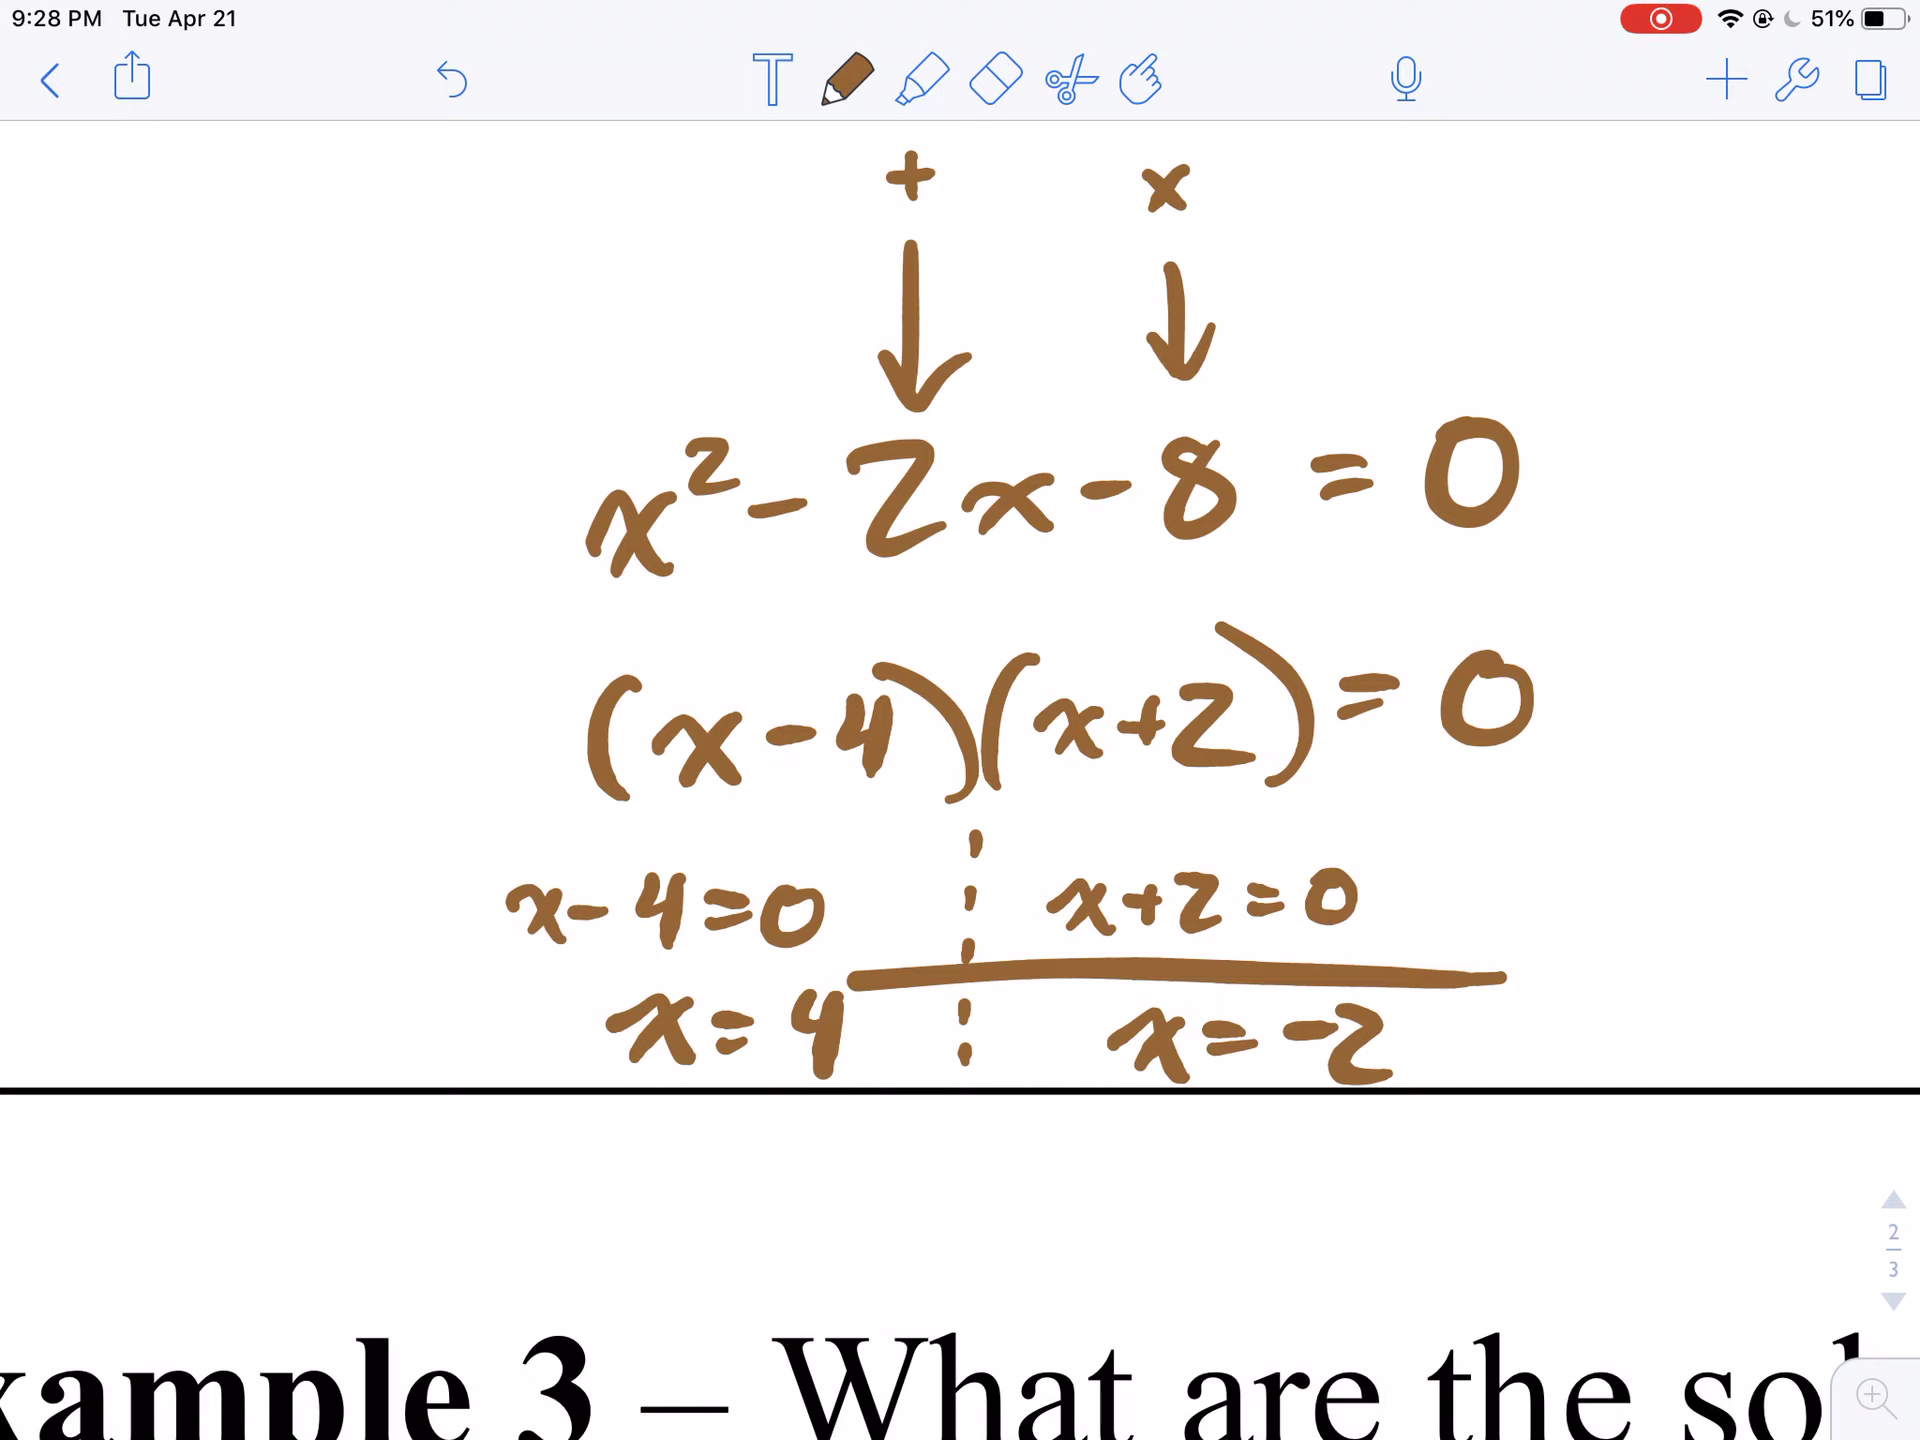 9:28 PM Tue Apr 21 51%
T
+ x
x² - 2x - 8 = 0
(x - 4)(x + 2) = 0
x - 4 = 0 x + 2 = 0
x = 4 x = -2
2
3
xample 3 – What are the sol